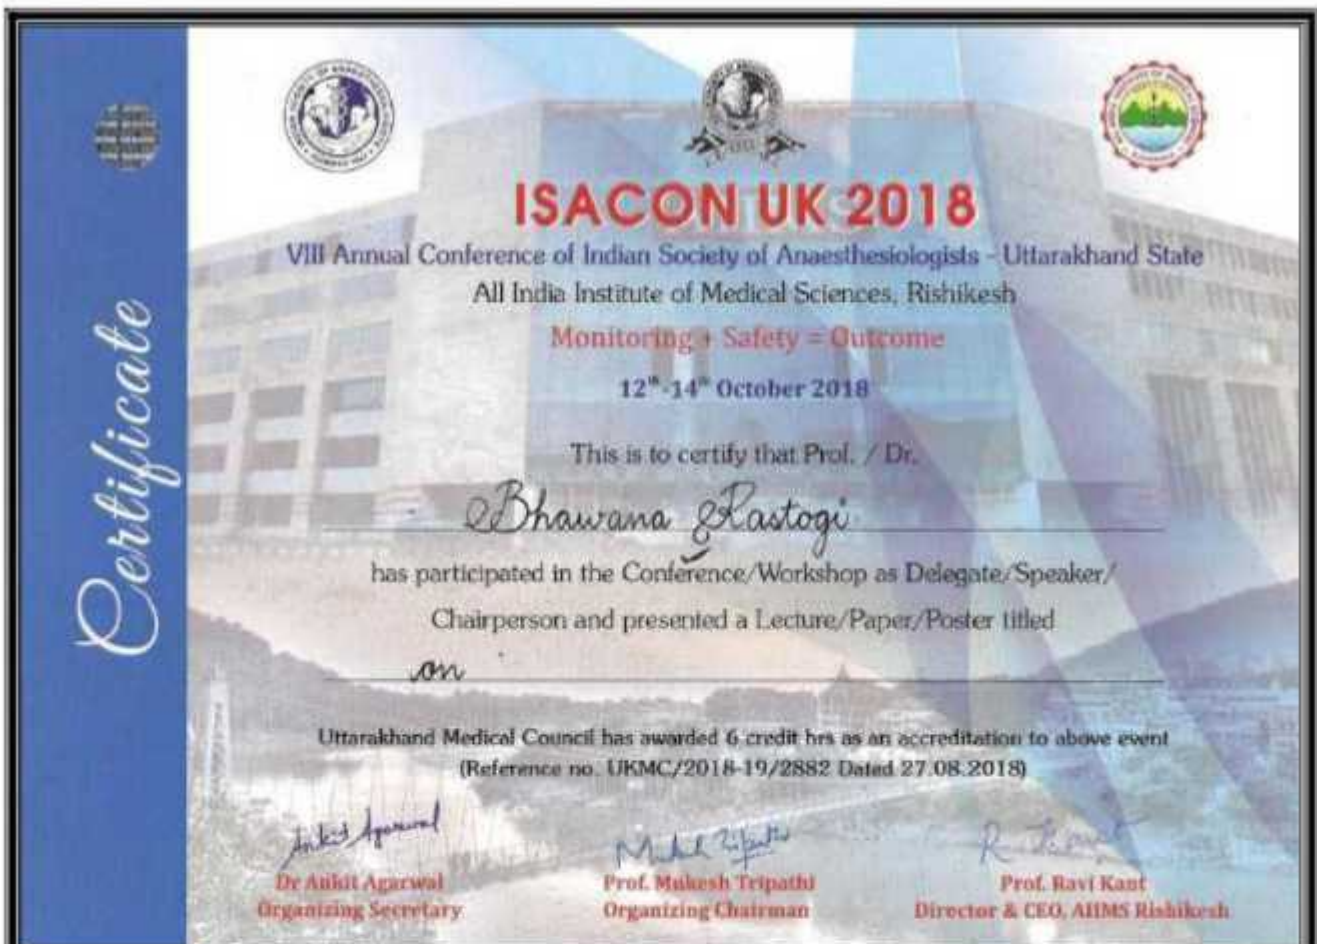 Certificate
ISACON UK 2018
VIII Annual Conference of Indian Society of Anaesthesiologists - Uttarakhand State
All India Institute of Medical Sciences, Rishikesh
Monitoring + Safety = Outcome
12th-14th October 2018
This is to certify that Prof. / Dr.
Bhawana Rastogi
has participated in the Conference/Workshop as Delegate/Speaker/
Chairperson and presented a Lecture/Paper/Poster titled
on
Uttarakhand Medical Council has awarded 6 credit hrs as an accreditation to above event
(Reference no. UKMC/2018-19/2882 Dated 27.08.2018)
Ankit Agarwal
Dr Ankit Agarwal
Organizing Secretary
Prof. Mukesh Tripathi
Organizing Chairman
Prof. Ravi Kant
Director & CEO, AIIMS Rishikesh